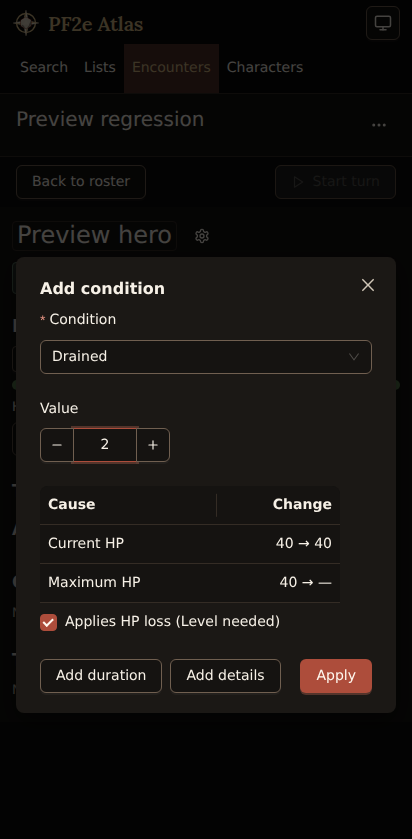 PF2e Atlas
Search Lists Encounters Characters
Preview regression
...
Back to roster Start turn
Preview hero
Add condition
* Condition
Drained
Value
− 2 +
Cause Change
Current HP 40 → 40
Maximum HP 40 → —
Applies HP loss (Level needed)
Add duration Add details Apply